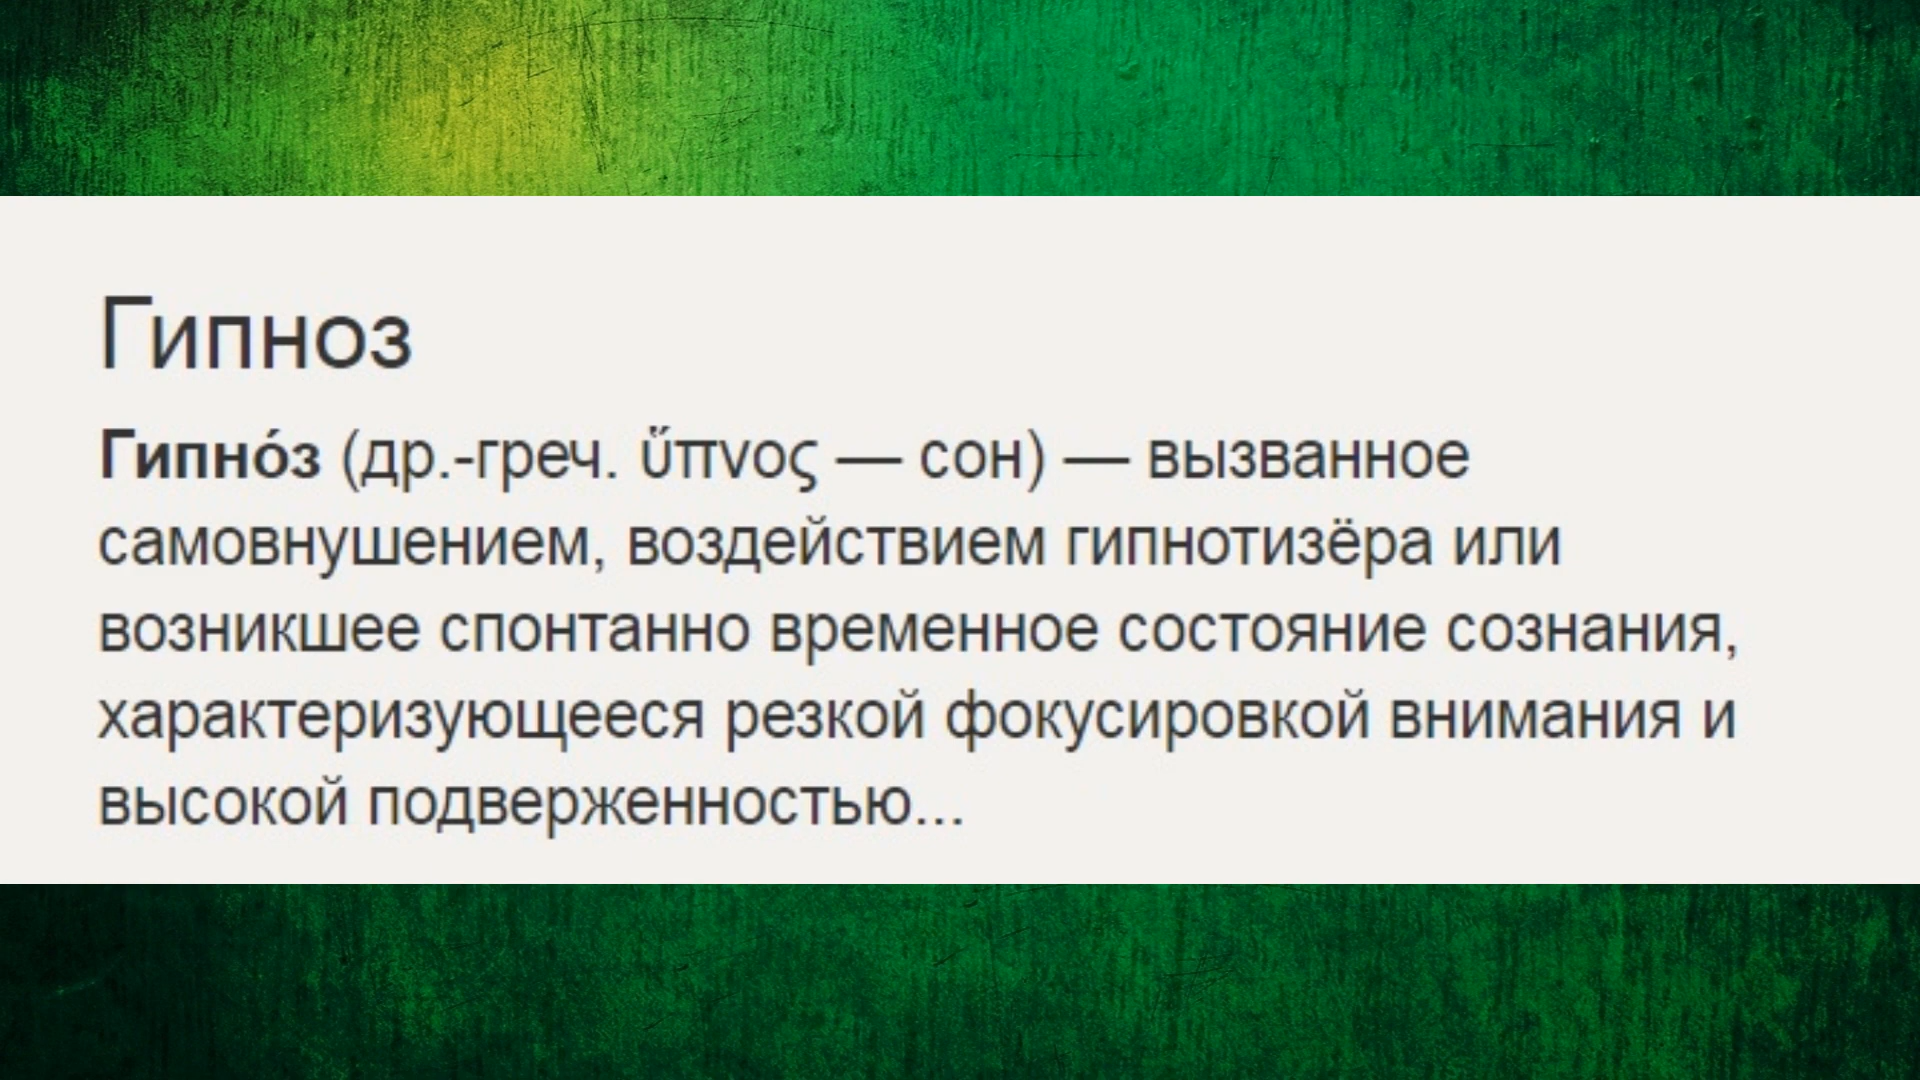 Гипноз
Гипно́з (др.-греч. ὕπνος — сон) — вызванное
самовнушением, воздействием гипнотизёра или
возникшее спонтанно временное состояние сознания,
характеризующееся резкой фокусировкой внимания и
высокой подверженностью...